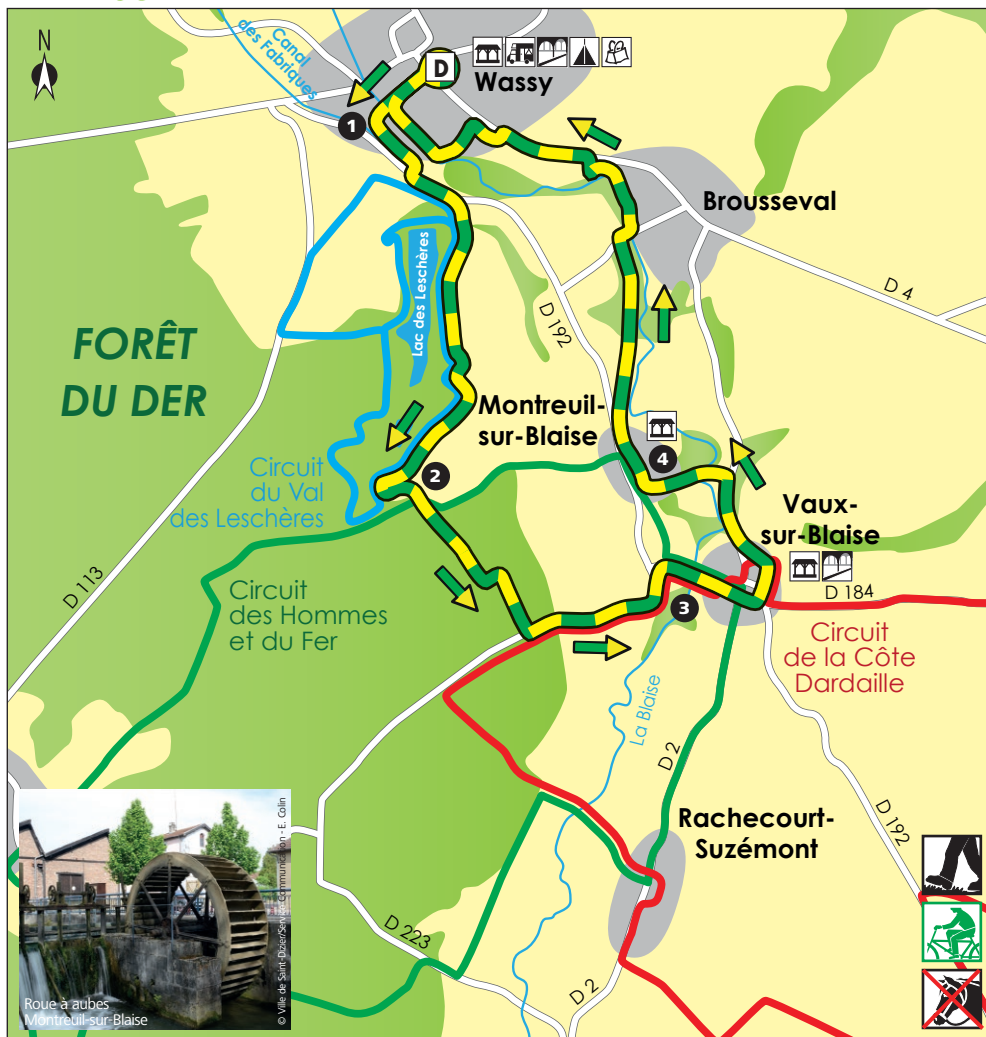 N
Canal
des Fabriques
D
Wassy
1
Brousseval
D 4
Lac des Leschères
D 192
FORÊT
DU DER
Montreuil-
sur-Blaise
4
2
Circuit
du Val
des Leschères
Vaux-
sur-Blaise
D 113
Circuit
des Hommes
et du Fer
3
D 184
Circuit
de la Côte
Dardaille
La Blaise
D 2
Rachecourt-
Suzémont
D 192
D 223
D 2
Roue à aubes
Montreuil-sur-Blaise
© Ville de Saint-Dizier/Service Communication - E. Colin